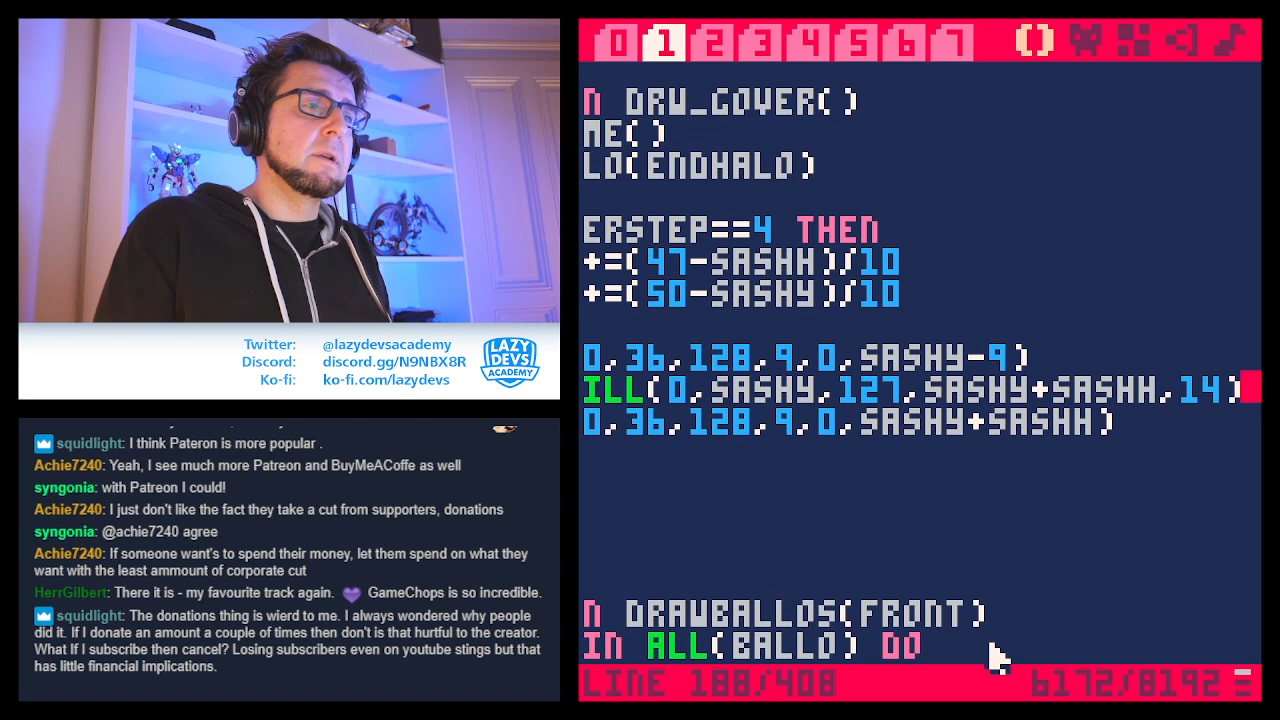 Twitter: @lazydevsacademy
Discord: discord.gg/N9NBX8R
Ko-fi: ko-fi.com/lazydevs
LAZY
DEVS
ACADEMY
squidlight: I think Pateron is more popular .
Achie7240: Yeah, I see much more Patreon and BuyMeACoffe as well
syngonia: with Patreon I could!
Achie7240: I just don't like the fact they take a cut from supporters, donations
syngonia: @achie7240 agree
Achie7240: If someone want's to spend their money, let them spend on what they
want with the least ammount of corporate cut
HerrGilbert: There it is - my favourite track again. 💜 GameChops is so incredible.
squidlight: The donations thing is wierd to me. I always wondered why people
did it. If I donate an amount a couple of times then don't is that hurtful to the creator.
What If I subscribe then cancel? Losing subscribers even on youtube stings but that
has little financial implications.
0 1 2 3 4 5 6 7 ()
N DRW_GOVER()
ME()
LO(ENDHALO)
ERSTEP==4 THEN
+=(47-SASHH)/10
+=(50-SASHY)/10
0,36,128,9,0,SASHY-9)
ILL(0,SASHY,127,SASHY+SASHH,14)
0,36,128,9,0,SASHY+SASHH)
N DRAWBALLOS(FRONT)
IN ALL(BALLO) DO
LINE 188/408
6172/8192